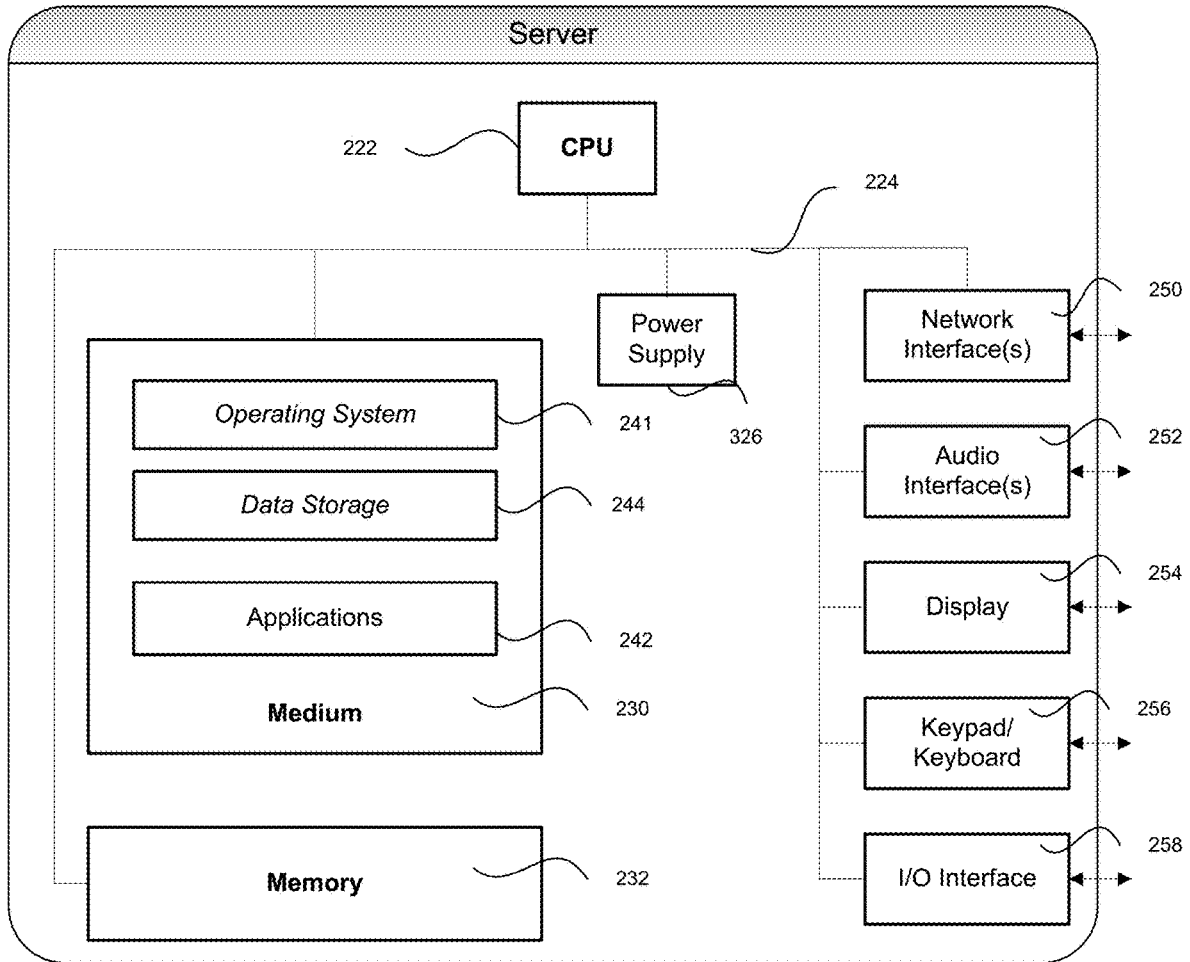 Server
222
CPU
224
Power
Supply
326
Network
Interface(s)
250
Operating System
241
Audio
Interface(s)
252
Data Storage
244
Display
254
Applications
242
Medium
230
Keypad/
Keyboard
256
Memory
232
I/O Interface
258